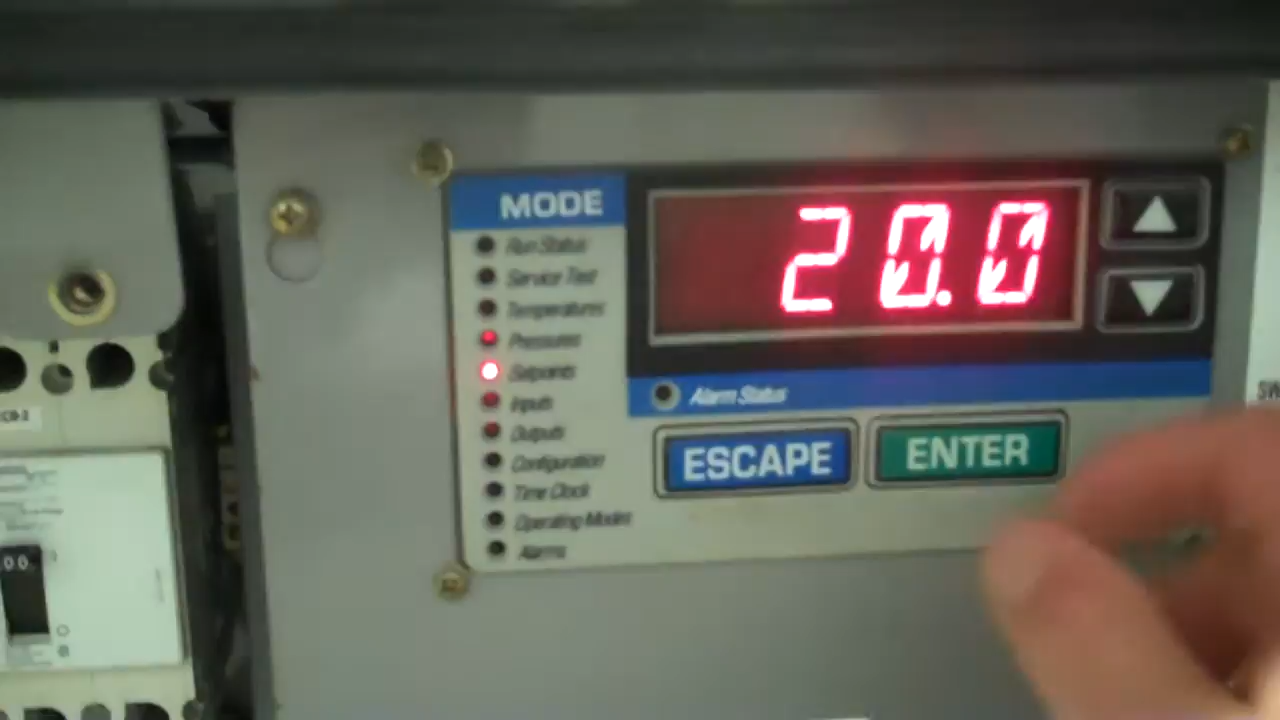 MODE
20.0
Run Status
Service Test
Temperatures
Pressures
Setpoints
Inputs
Alarm Status
Outputs
ESCAPE
ENTER
Configuration
Time Clock
Operating Modes
Alarms
SW